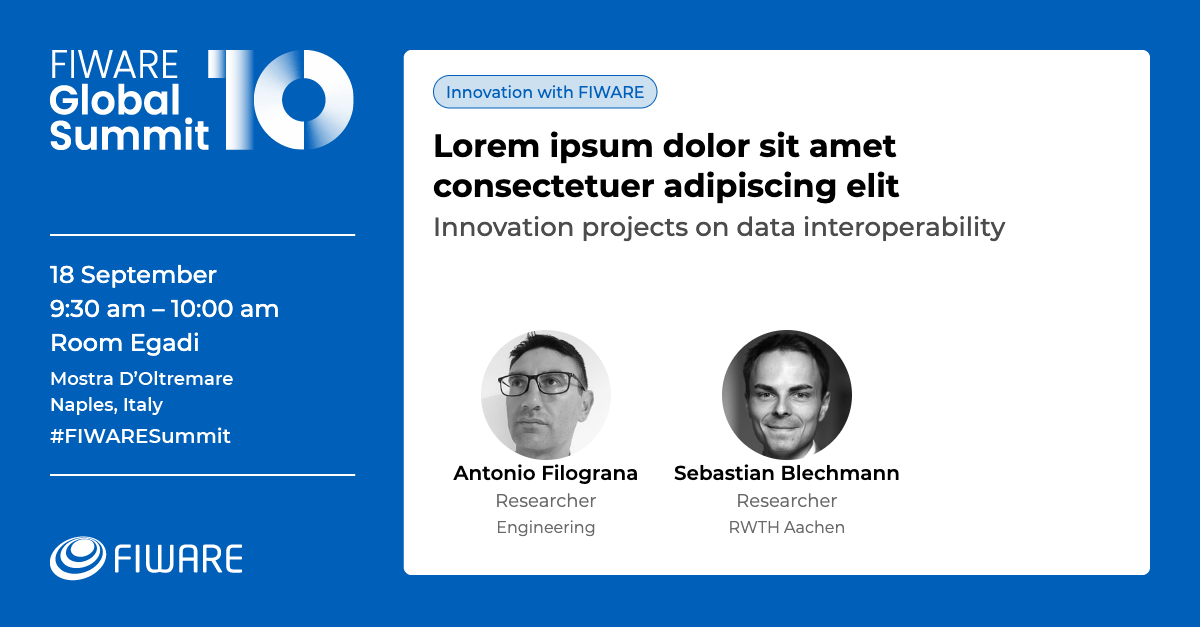 FIWARE
Global
Summit
10
18 September
9:30 am – 10:00 am
Room Egadi
Mostra D’Oltremare
Naples, Italy
#FIWARESummit
FIWARE
Innovation with FIWARE
Lorem ipsum dolor sit amet
consectetuer adipiscing elit
Innovation projects on data interoperability
Antonio Filograna
Researcher
Engineering
Sebastian Blechmann
Researcher
RWTH Aachen